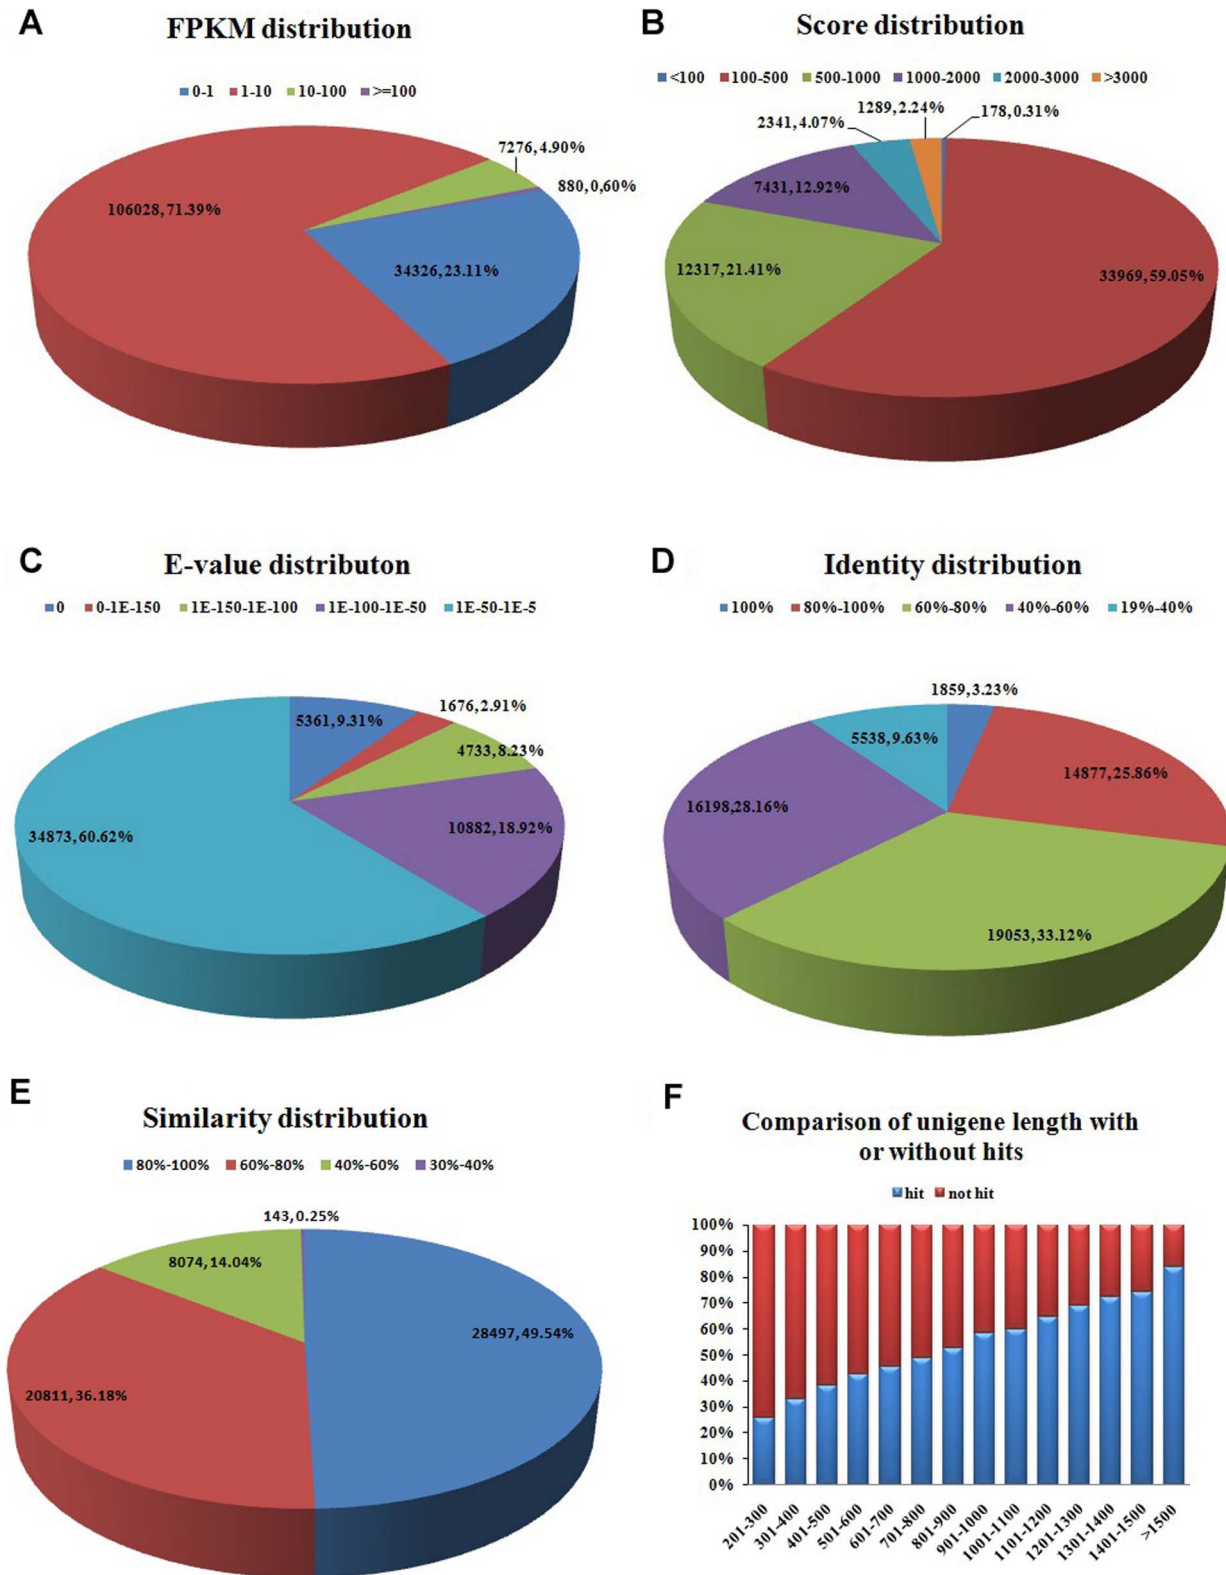 A
FPKM distribution
0-1 1-10 10-100 >=100
7276,4.90%
880,0,60%
106028,71.39%
34326,23.11%
B
Score distribution
<100 100-500 500-1000 1000-2000 2000-3000 >3000
1289,2.24%
178,0.31%
2341,4.07%
7431,12.92%
12317,21.41%
33969,59.05%
C
E-value distributon
0 0-1E-150 1E-150-1E-100 1E-100-1E-50 1E-50-1E-5
1676,2.91%
5361,9.31%
4733,8.23%
10882,18.92%
34873,60.62%
D
Identity distribution
100% 80%-100% 60%-80% 40%-60% 19%-40%
1859,3.23%
5538,9.63%
14877,25.86%
16198,28.16%
19053,33.12%
E
Similarity distribution
80%-100% 60%-80% 40%-60% 30%-40%
143,0.25%
8074,14.04%
28497,49.54%
20811,36.18%
F
Comparison of unigene length with
or without hits
hit not hit
100%
90%
80%
70%
60%
50%
40%
30%
20%
10%
0%
201-300
301-400
401-500
501-600
601-700
701-800
801-900
901-1000
1001-1100
1101-1200
1201-1300
1301-1400
1401-1500
>1500